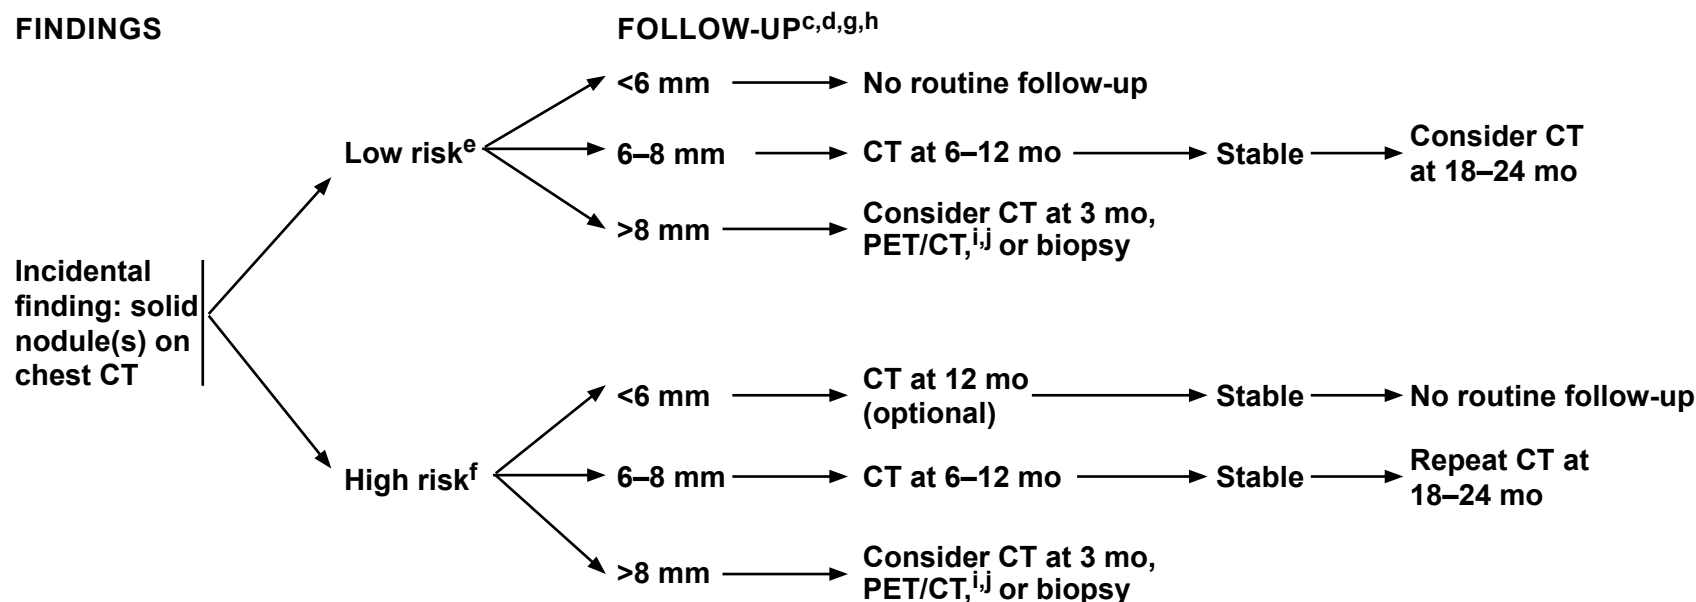 FINDINGS
FOLLOW-UPc,d,g,h
<6 mm
No routine follow-up
Low riske
6–8 mm
CT at 6–12 mo
Stable
Consider CT
at 18–24 mo
>8 mm
Consider CT at 3 mo,
PET/CT,i,j or biopsy
Incidental
finding: solid
nodule(s) on
chest CT
<6 mm
CT at 12 mo
(optional)
Stable
No routine follow-up
High riskf
6–8 mm
CT at 6–12 mo
Stable
Repeat CT at
18–24 mo
>8 mm
Consider CT at 3 mo,
PET/CT,i,j or biopsy